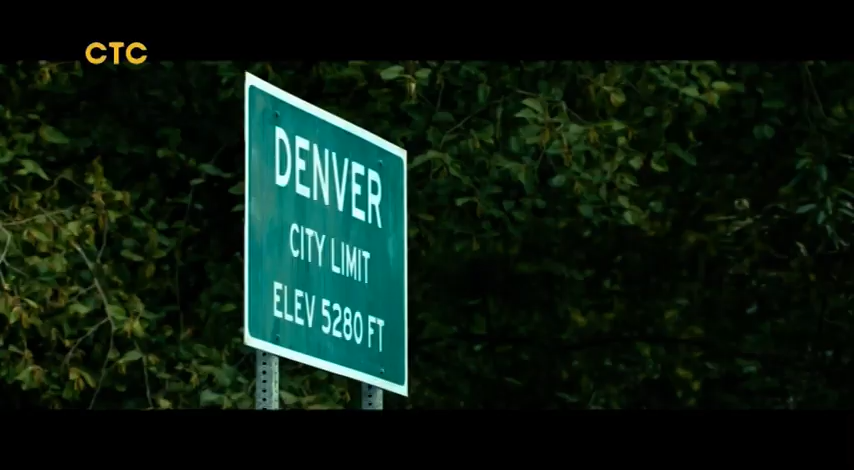 СТС
DENVER
CITY LIMIT
ELEV 5280 FT